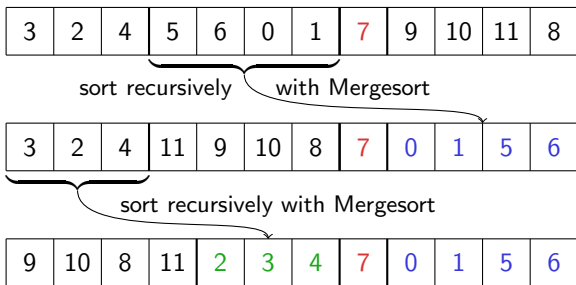 3 2 4 5 6 0 1 7 9 10 11 8
sort recursively with Mergesort
3 2 4 11 9 10 8 7 0 1 5 6
sort recursively with Mergesort
9 10 8 11 2 3 4 7 0 1 5 6